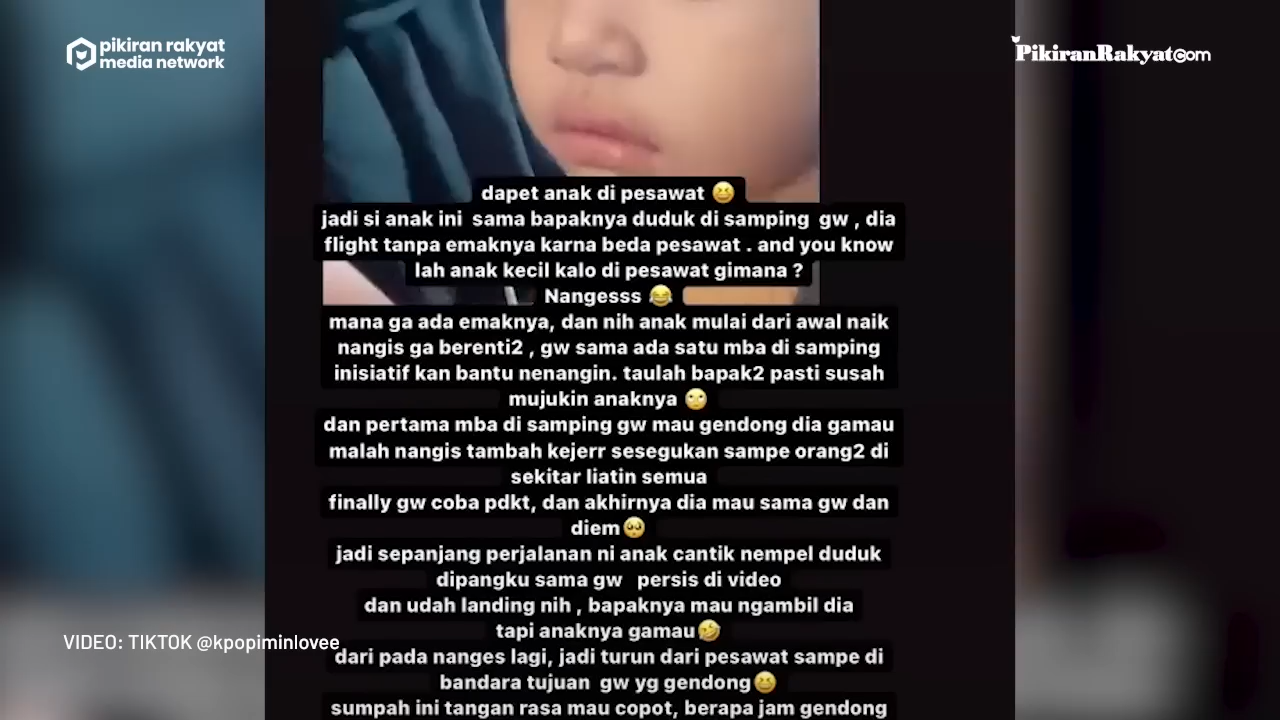 pikiran rakyat
media network
PikiranRakyat.com
dapet anak di pesawat 😆
jadi si anak ini sama bapaknya duduk di samping gw , dia
flight tanpa emaknya karna beda pesawat . and you know
lah anak kecil kalo di pesawat gimana ?
Nangesss 😂
mana ga ada emaknya, dan nih anak mulai dari awal naik
nangis ga berenti2 , gw sama ada satu mba di samping
inisiatif kan bantu nenangin. taulah bapak2 pasti susah
mujukin anaknya 🙄
dan pertama mba di samping gw mau gendong dia gamau
malah nangis tambah kejerr sesegukan sampe orang2 di
sekitar liatin semua
finally gw coba pdkt, dan akhirnya dia mau sama gw dan
diem🥺
jadi sepanjang perjalanan ni anak cantik nempel duduk
dipangku sama gw persis di video
dan udah landing nih , bapaknya mau ngambil dia
tapi anaknya gamau🤣
dari pada nanges lagi, jadi turun dari pesawat sampe di
bandara tujuan gw yg gendong😆
sumpah ini tangan rasa mau copot, berapa jam gendong
VIDEO: TIKTOK @kpopiminlovee